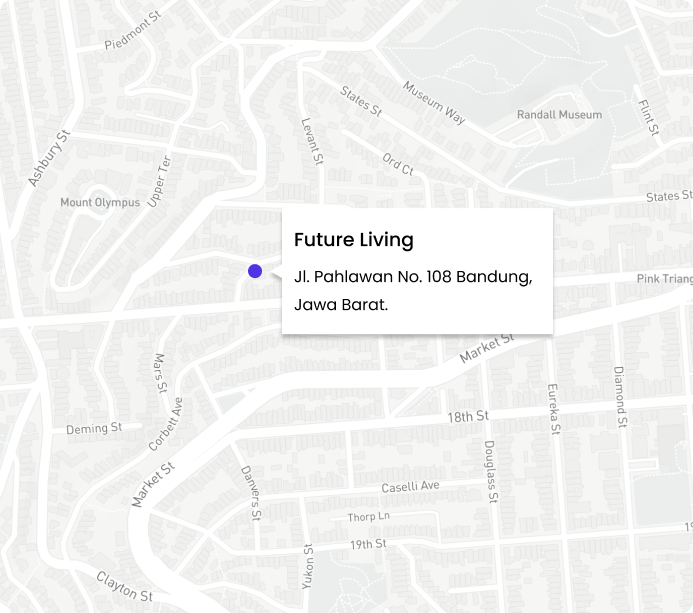 Piedmont St
States St
Museum Way
Randall Museum
Flint St
Ashbury St
Levant St
Ord Ct
Upper Ter
Mount Olympus
States St
Future Living
Jl. Pahlawan No. 108 Bandung,
Jawa Barat.
Pink Triang
Market St
Mars St
Diamond St
Eureka St
Corbett Ave
18th St
Deming St
Douglass St
Market St
Danvers St
Caselli Ave
Thorp Ln
19th St
Yukon St
Clayton St